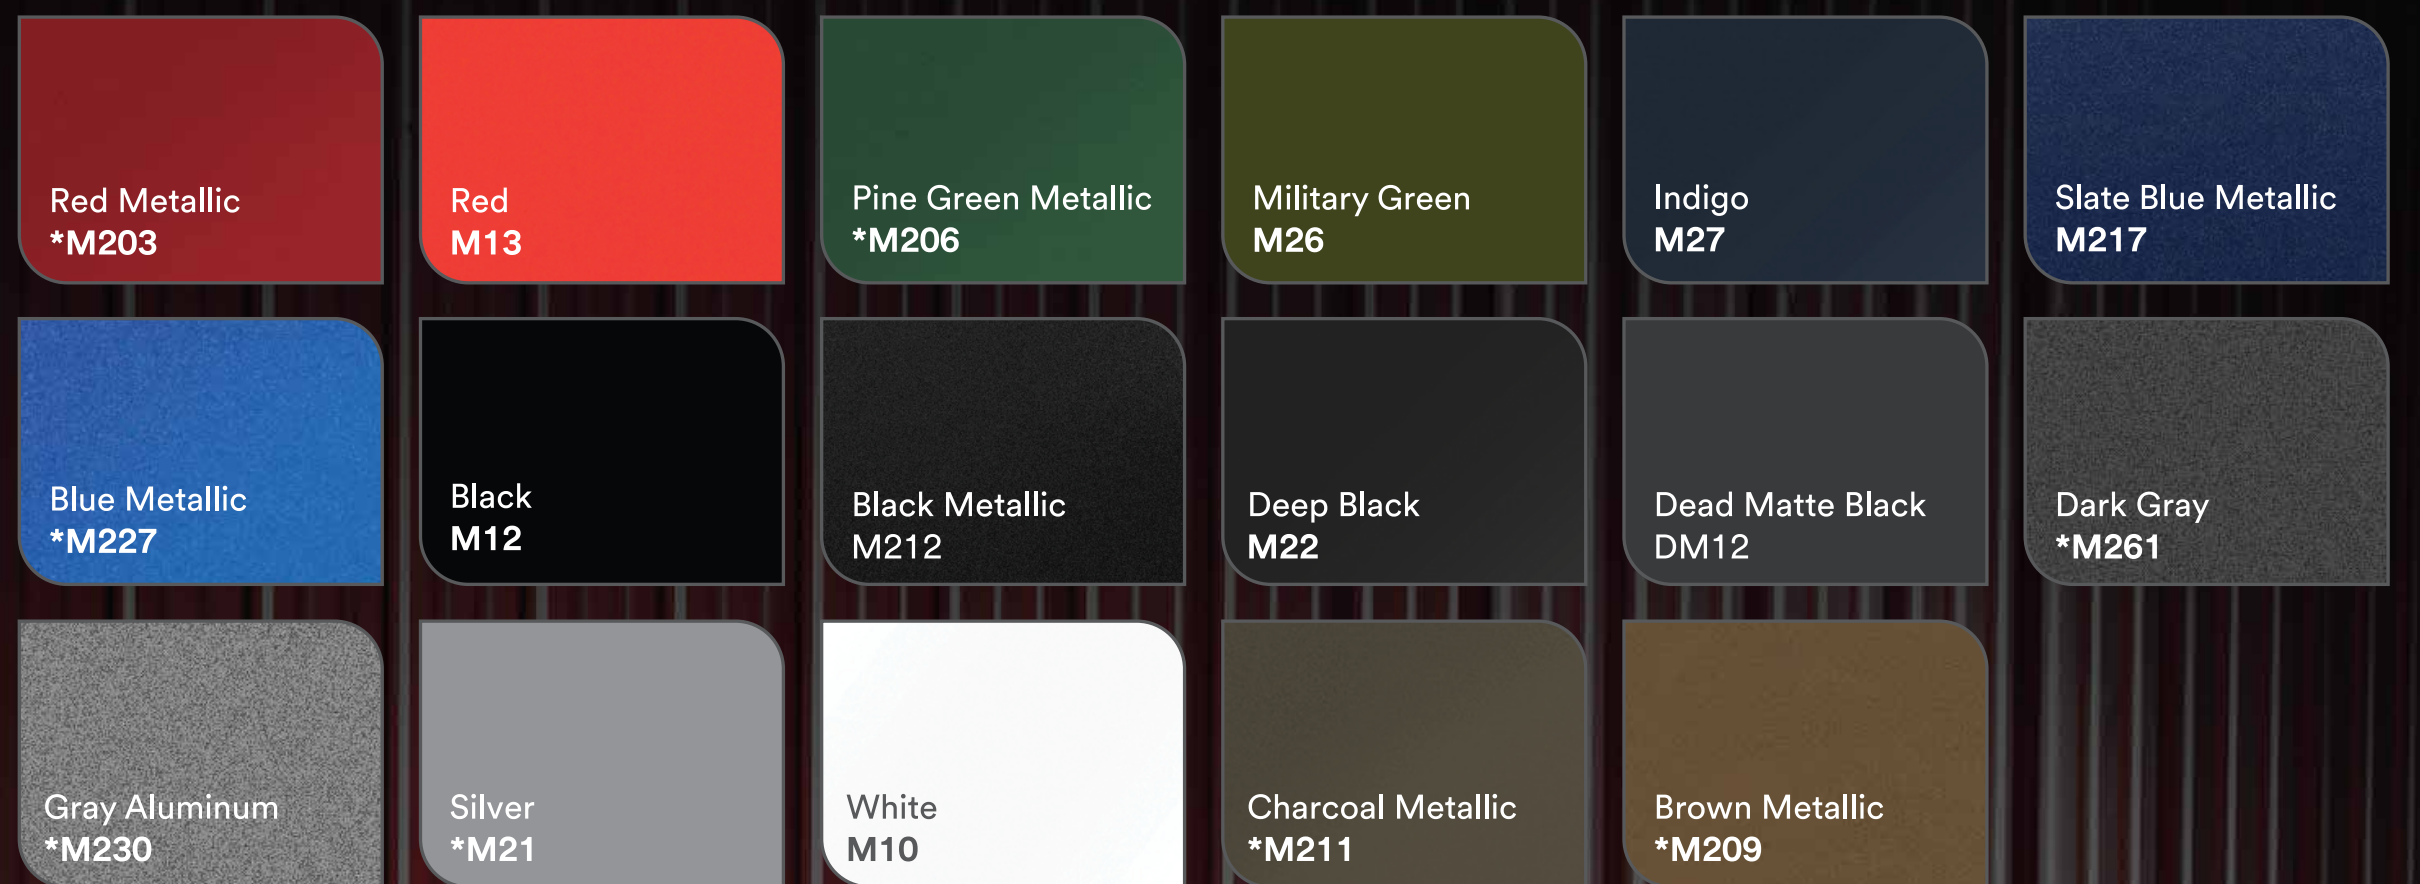 Red Metallic
*M203
Red
M13
Pine Green Metallic
*M206
Military Green
M26
Indigo
M27
Slate Blue Metallic
M217
Blue Metallic
*M227
Black
M12
Black Metallic
M212
Deep Black
M22
Dead Matte Black
DM12
Dark Gray
*M261
Gray Aluminum
*M230
Silver
*M21
White
M10
Charcoal Metallic
*M211
Brown Metallic
*M209